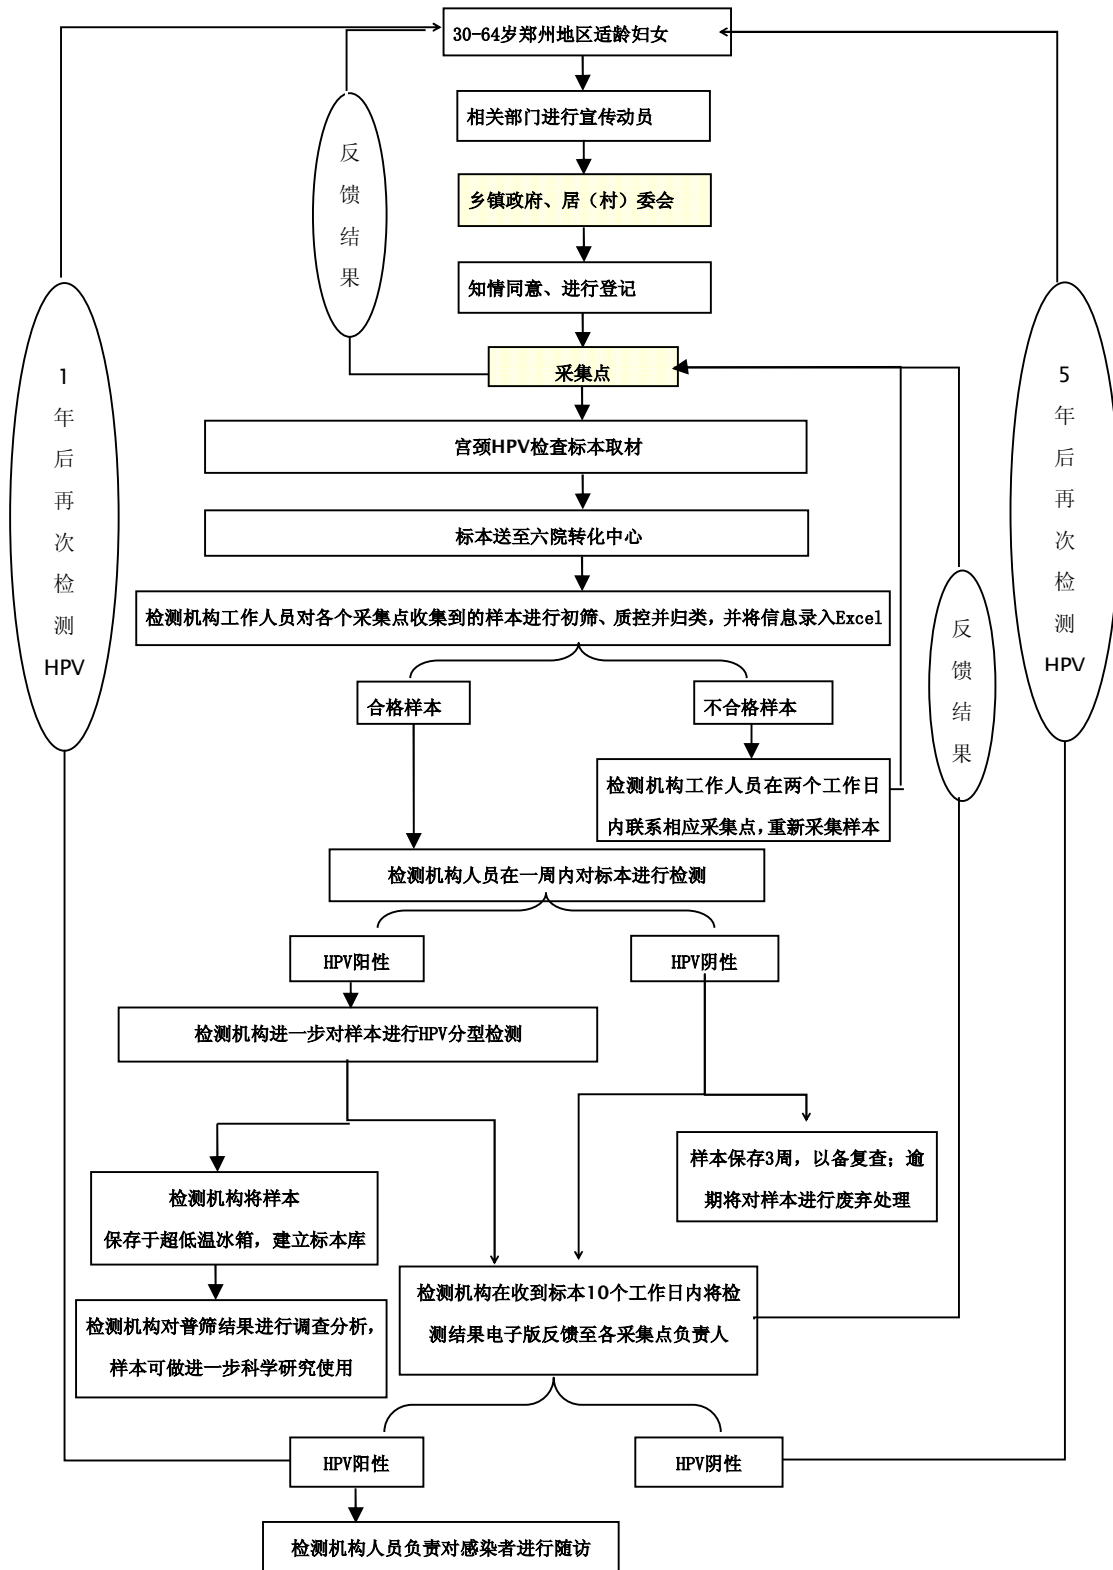 30-64岁郑州地区适龄妇女
相关部门进行宣传动员
乡镇政府、居（村）委会
知情同意、进行登记
采集点
反
馈
结
果
宫颈HPV检查标本取材
标本送至六院转化中心
检测机构工作人员对各个采集点收集到的样本进行初筛、质控并归类，并将信息录入Excel
1
年
后
再
次
检
测
HPV
5
年
后
再
次
检
测
HPV
反
馈
结
果
合格样本
不合格样本
检测机构工作人员在两个工作日
内联系相应采集点，重新采集样本
检测机构人员在一周内对标本进行检测
HPV阳性
HPV阴性
检测机构进一步对样本进行HPV分型检测
样本保存3周，以备复查；逾
期将对样本进行废弃处理
检测机构将样本
保存于超低温冰箱，建立标本库
检测机构在收到标本10个工作日内将检
测结果电子版反馈至各采集点负责人
检测机构对普筛结果进行调查分析，
样本可做进一步科学研究使用
HPV阳性
HPV阴性
检测机构人员负责对感染者进行随访